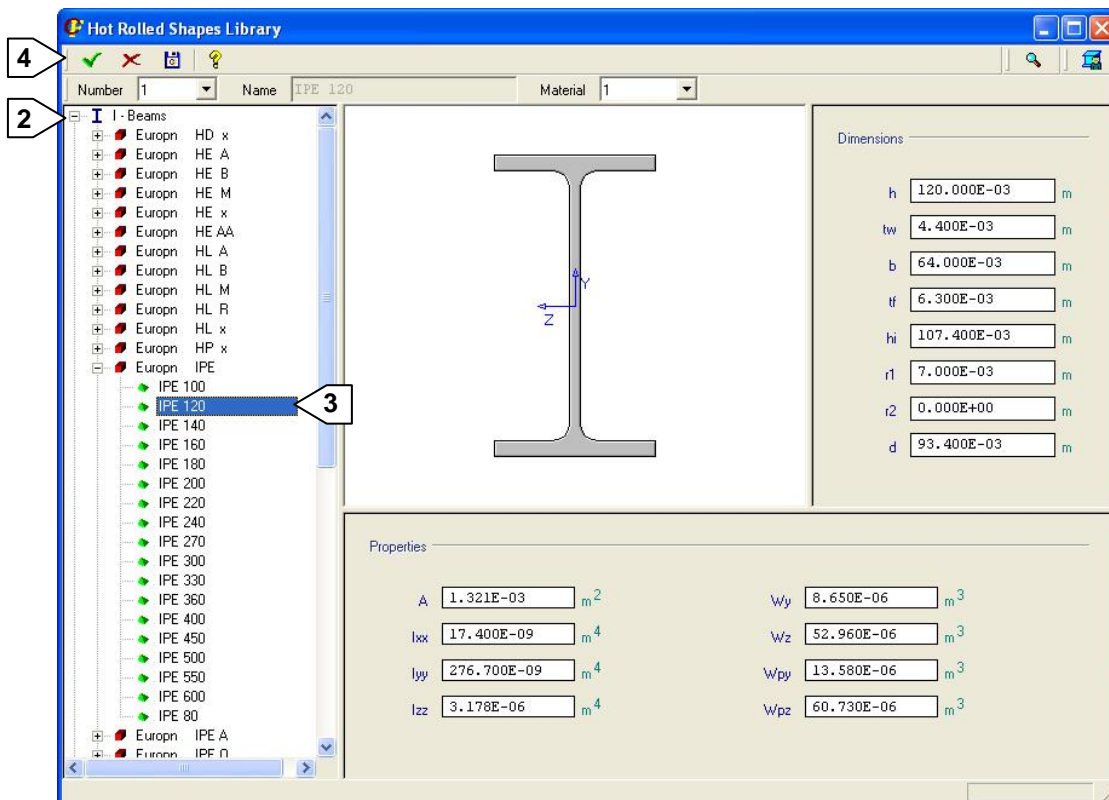 Hot Rolled Shapes Library
4
Number 1 Name IPE 120 Material 1
2
I - Beams
Europn HD x
Europn HE A
Europn HE B
Europn HE M
Europn HE x
Europn HE AA
Europn HL A
Europn HL B
Europn HL M
Europn HL R
Europn HL x
Europn HP x
Europn IPE
IPE 100
IPE 120
3
IPE 140
IPE 160
IPE 180
IPE 200
IPE 220
IPE 240
IPE 270
IPE 300
IPE 330
IPE 360
IPE 400
IPE 450
IPE 500
IPE 550
IPE 600
IPE 80
Europn IPE A
Europn IPE O
Y
Z
Dimensions
h 120.000E-03 m
tw 4.400E-03 m
b 64.000E-03 m
tf 6.300E-03 m
hi 107.400E-03 m
r1 7.000E-03 m
r2 0.000E+00 m
d 93.400E-03 m
Properties
A 1.321E-03 m2
Ixx 17.400E-09 m4
Iyy 276.700E-09 m4
Izz 3.178E-06 m4
Wy 8.650E-06 m3
Wz 52.960E-06 m3
Wpy 13.580E-06 m3
Wpz 60.730E-06 m3